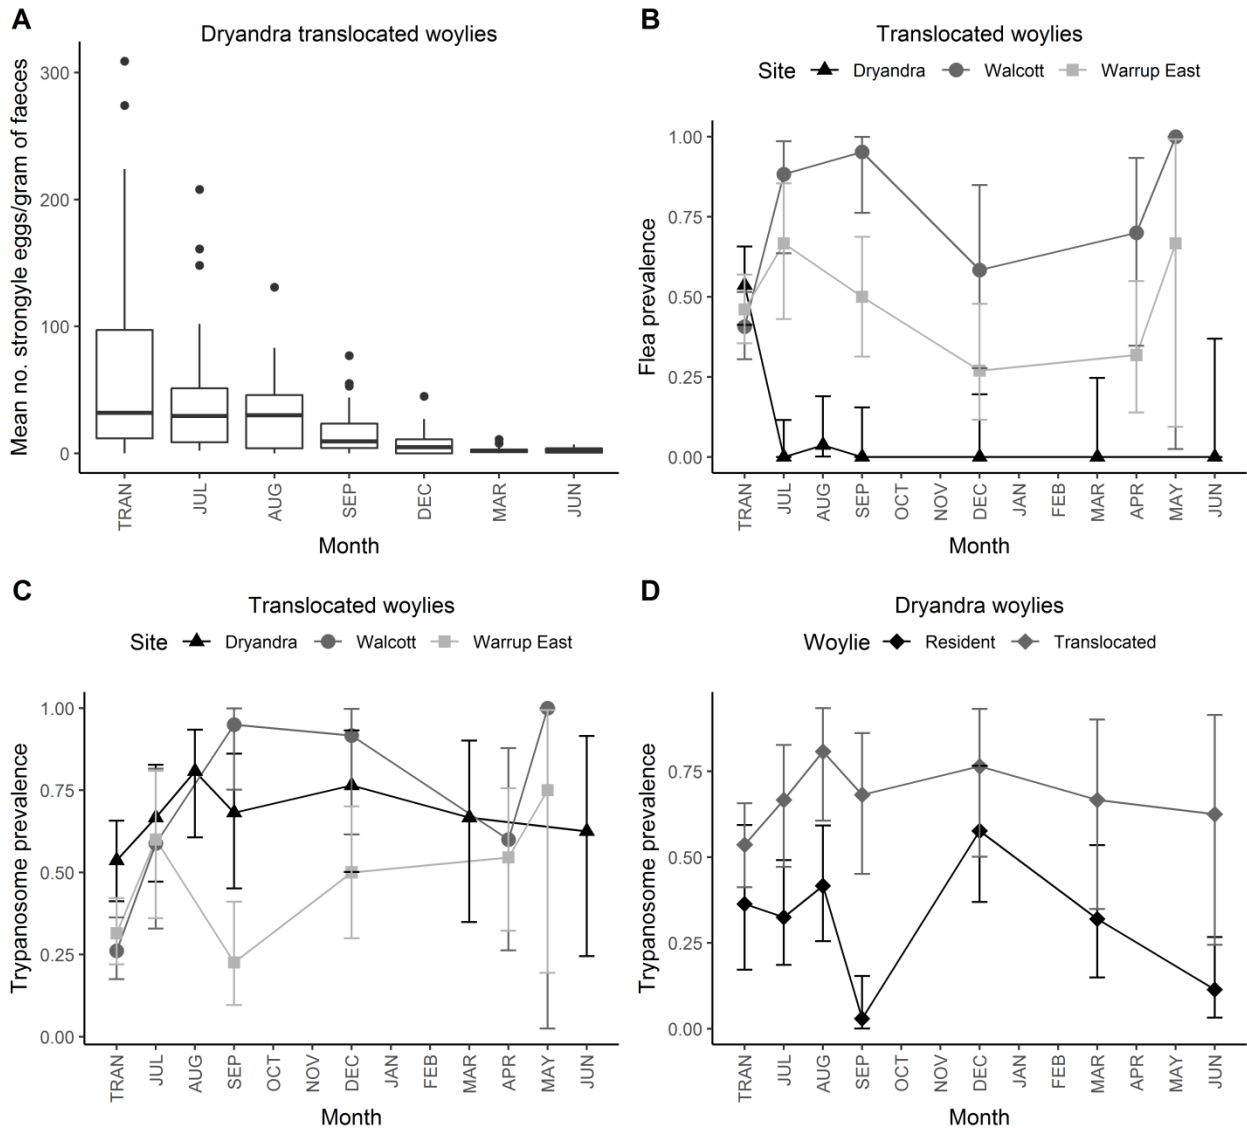 A
Dryandra translocated woylies
Mean no. strongyle eggs/gram of faeces
300
200
100
0
TRAN
JUL
AUG
SEP
DEC
MAR
JUN
Month
B
Translocated woylies
Site Dryandra Walcott Warrup East
Flea prevalence
1.00
0.75
0.50
0.25
0.00
TRAN
JUL
AUG
SEP
OCT
NOV
DEC
JAN
FEB
MAR
APR
MAY
JUN
Month
C
Translocated woylies
Site Dryandra Walcott Warrup East
Trypanosome prevalence
1.00
0.75
0.50
0.25
0.00
TRAN
JUL
AUG
SEP
OCT
NOV
DEC
JAN
FEB
MAR
APR
MAY
JUN
Month
D
Dryandra woylies
Woylie Resident Translocated
Trypanosome prevalence
0.75
0.50
0.25
0.00
TRAN
JUL
AUG
SEP
OCT
NOV
DEC
JAN
FEB
MAR
APR
MAY
JUN
Month